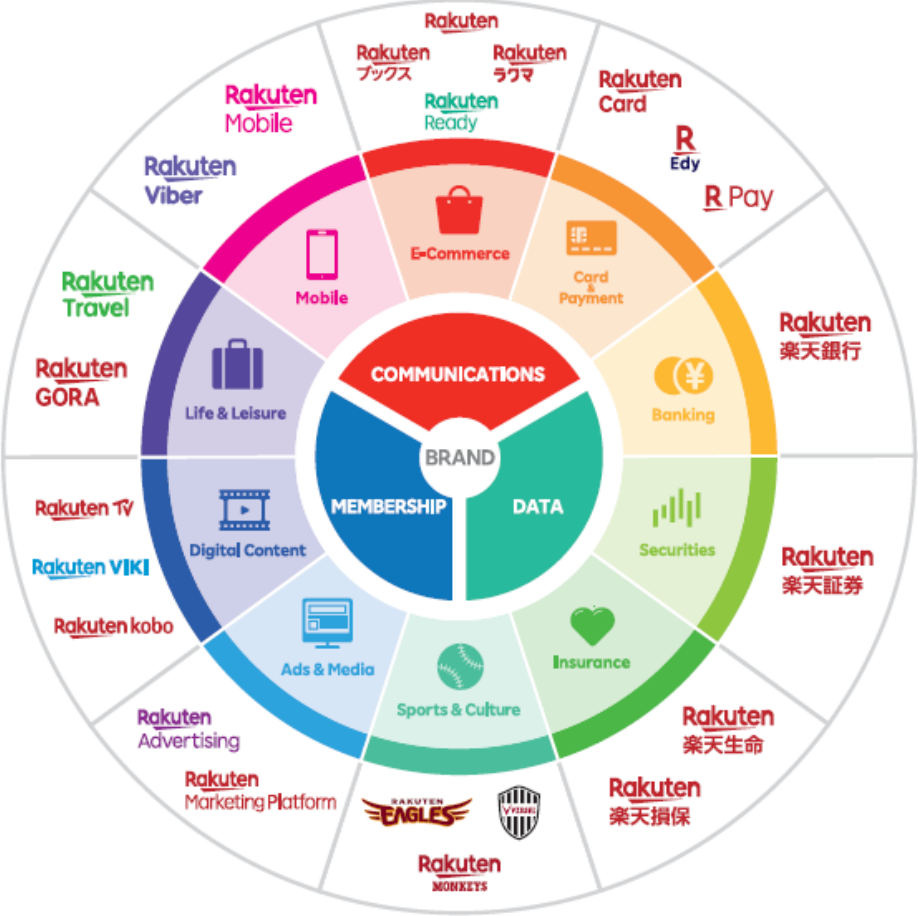 Rakuten
Rakuten
ブックス
Rakuten
ラクマ
Rakuten
Ready
Rakuten
Card
R
Edy
R Pay
Rakuten
楽天銀行
Rakuten
楽天証券
Rakuten
楽天生命
Rakuten
楽天損保
RAKUTEN
EAGLES
VISSEL
Rakuten
MONKEYS
Rakuten
Advertising
Rakuten
Marketing Platform
Rakuten TV
Rakuten VIKI
Rakuten kobo
Rakuten
Travel
Rakuten
GORA
Rakuten
Mobile
Rakuten
Viber
E-Commerce
Card
&
Payment
¥
Banking
Securities
Insurance
Sports & Culture
Ads & Media
Digital Content
Life & Leisure
Mobile
COMMUNICATIONS
BRAND
MEMBERSHIP
DATA